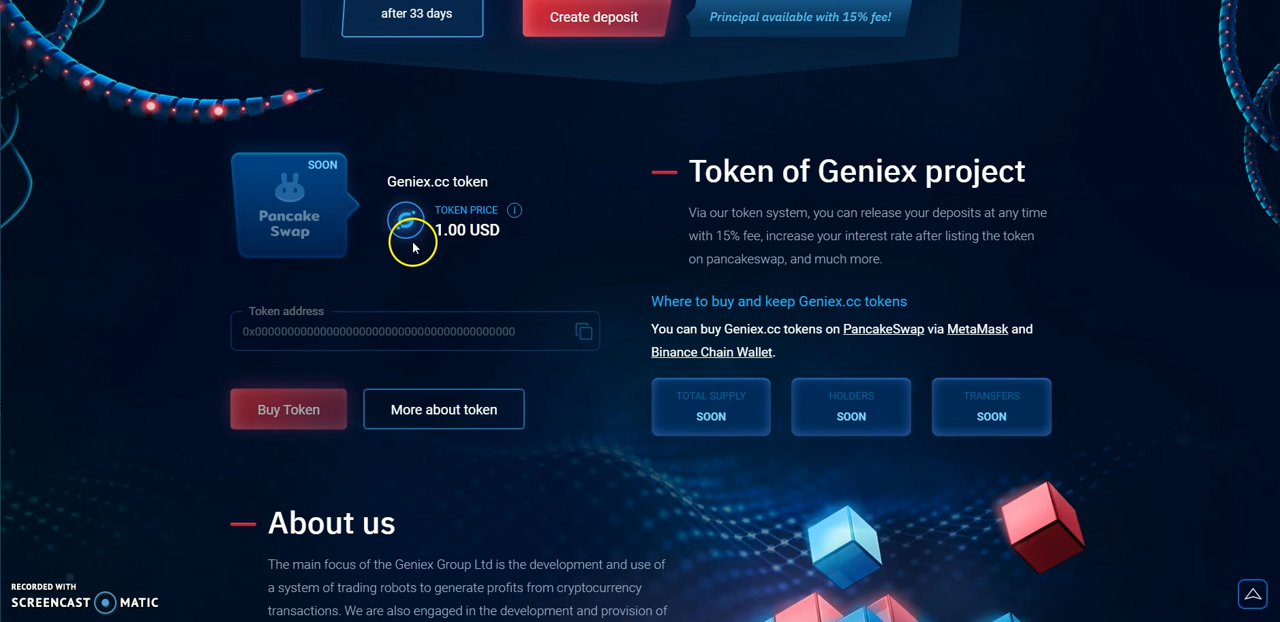 after 33 days
Create deposit
Principal available with 15% fee!
SOON
Pancake
Swap
Geniex.cc token
TOKEN PRICE i
1.00 USD
Token address
0x0000000000000000000000000000000000000000
Buy Token
More about token
Token of Geniex project
Via our token system, you can release your deposits at any time
with 15% fee, increase your interest rate after listing the token
on pancakeswap, and much more.
Where to buy and keep Geniex.cc tokens
You can buy Geniex.cc tokens on PancakeSwap via MetaMask and
Binance Chain Wallet.
TOTAL SUPPLY
SOON
HOLDERS
SOON
TRANSFERS
SOON
About us
The main focus of the Geniex Group Ltd is the development and use of
a system of trading robots to generate profits from cryptocurrency
transactions. We are also engaged in the development and provision of
RECORDED WITH
SCREENCAST MATIC